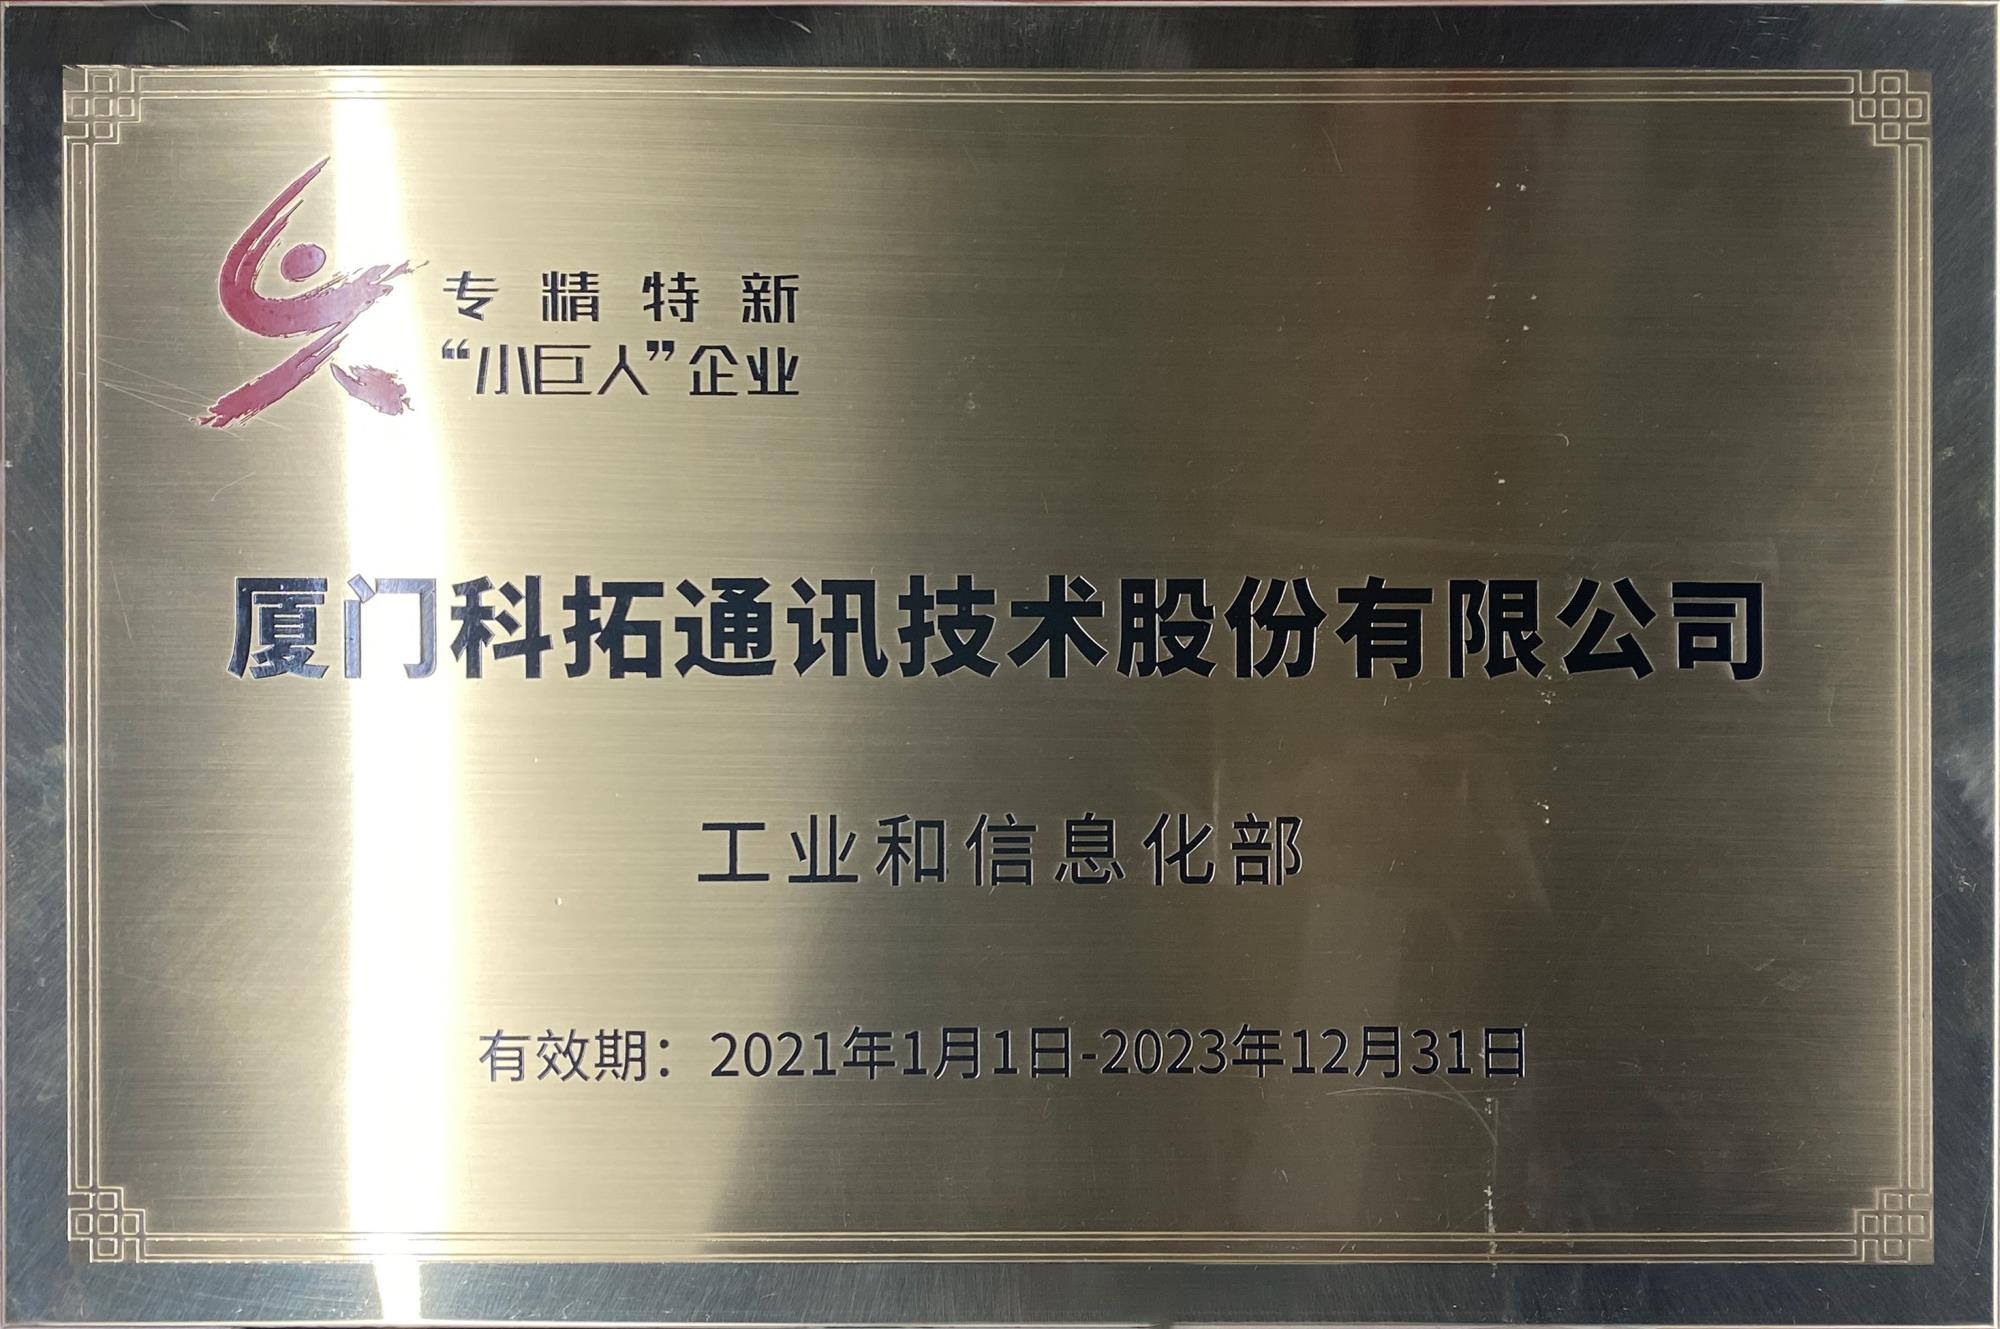 专精特新
“小巨人”企业
厦门科拓通讯技术股份有限公司
工业和信息化部
有效期：2021年1月1日-2023年12月31日